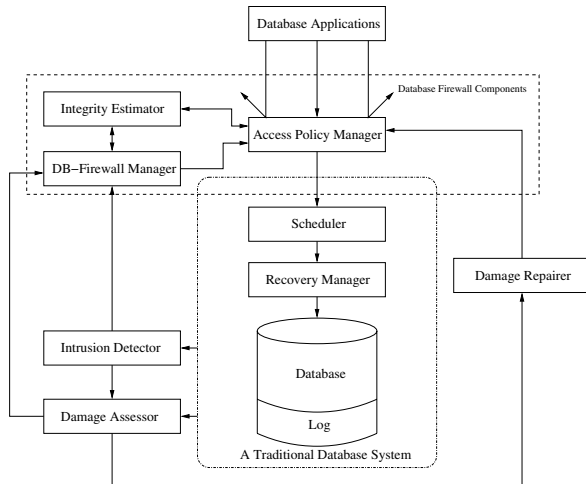 Database Applications
Database Firewall Components
Integrity Estimator
Access Policy Manager
DB−Firewall Manager
Scheduler
Recovery Manager
Damage Repairer
Intrusion Detector
Database
Damage Assessor
Log
A Traditional Database System